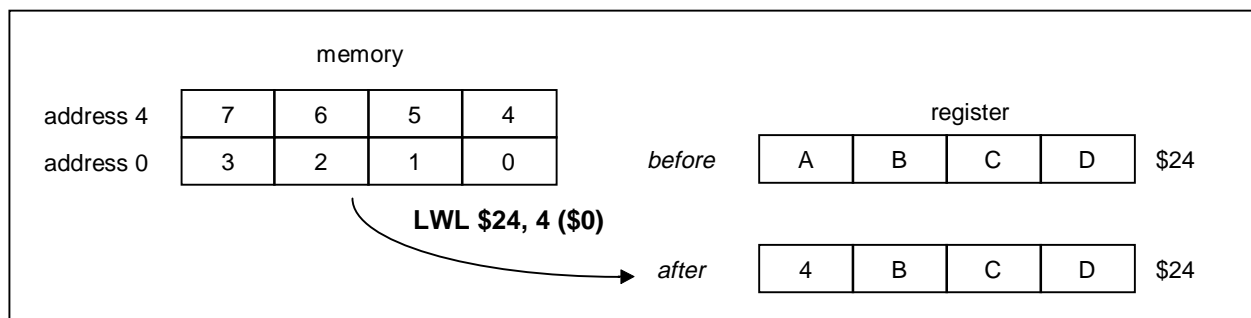 memory
address 4 7 6 5 4
register
address 0 3 2 1 0
before A B C D $24
LWL $24, 4 ($0)
after 4 B C D $24